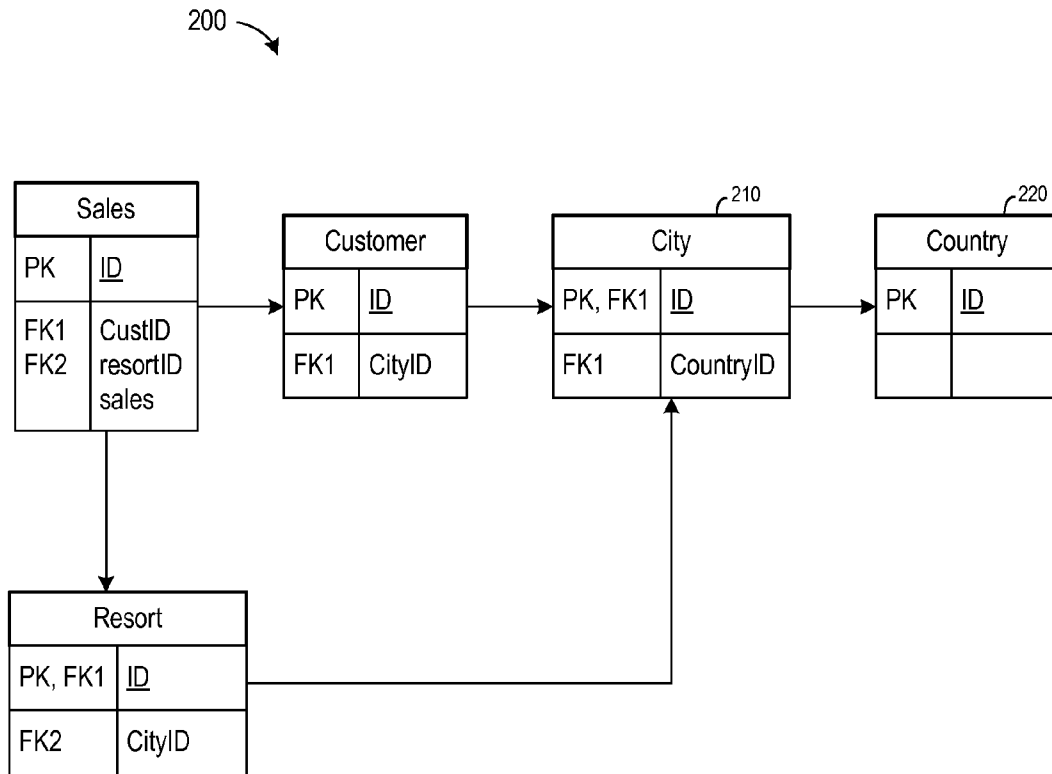 200
Sales
PK ID
FK1 CustID
FK2 resortID
sales
Customer
PK ID
FK1 CityID
210
City
PK, FK1 ID
FK1 CountryID
220
Country
PK ID
Resort
PK, FK1 ID
FK2 CityID